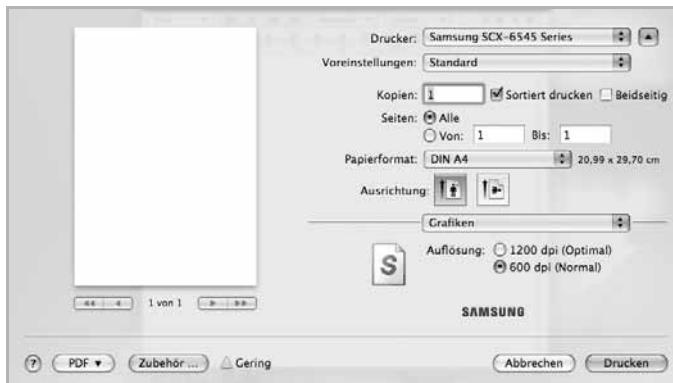 Drucker: Samsung SCX-6545 Series
Voreinstellungen: Standard
Kopien: 1 Sortiert drucken Beidseitig
Seiten: Alle
Von: 1 Bis: 1
Papierformat: DIN A4 20,99 x 29,70 cm
Ausrichtung:
Grafiken
S
Auflösung: 1200 dpi (Optimal)
600 dpi (Normal)
1 von 1
SAMSUNG
? PDF ▼ Zubehör ... Gering Abbrechen Drucken